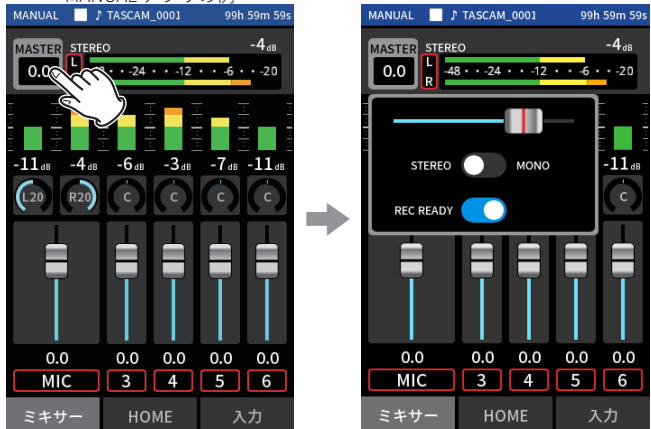 MANUAL ♪ TASCAM_0001 99h 59m 59s
MASTER STEREO -4dB
0.0 L -24 -12 -6 -20
-11dB -4dB -6dB -3dB -7dB -11dB
L20 R20 C C C C
0.0 0.0 0.0 0.0 0.0
MIC 3 4 5 6
ミキサー HOME 入力
MANUAL ♪ TASCAM_0001 99h 59m 59s
MASTER STEREO -4dB
0.0 L R -48 -24 -12 -6 -20
STEREO MONO
REC READY
-11dB
C
0.0 0.0 0.0 0.0 0.0
MIC 3 4 5 6
ミキサー HOME 入力